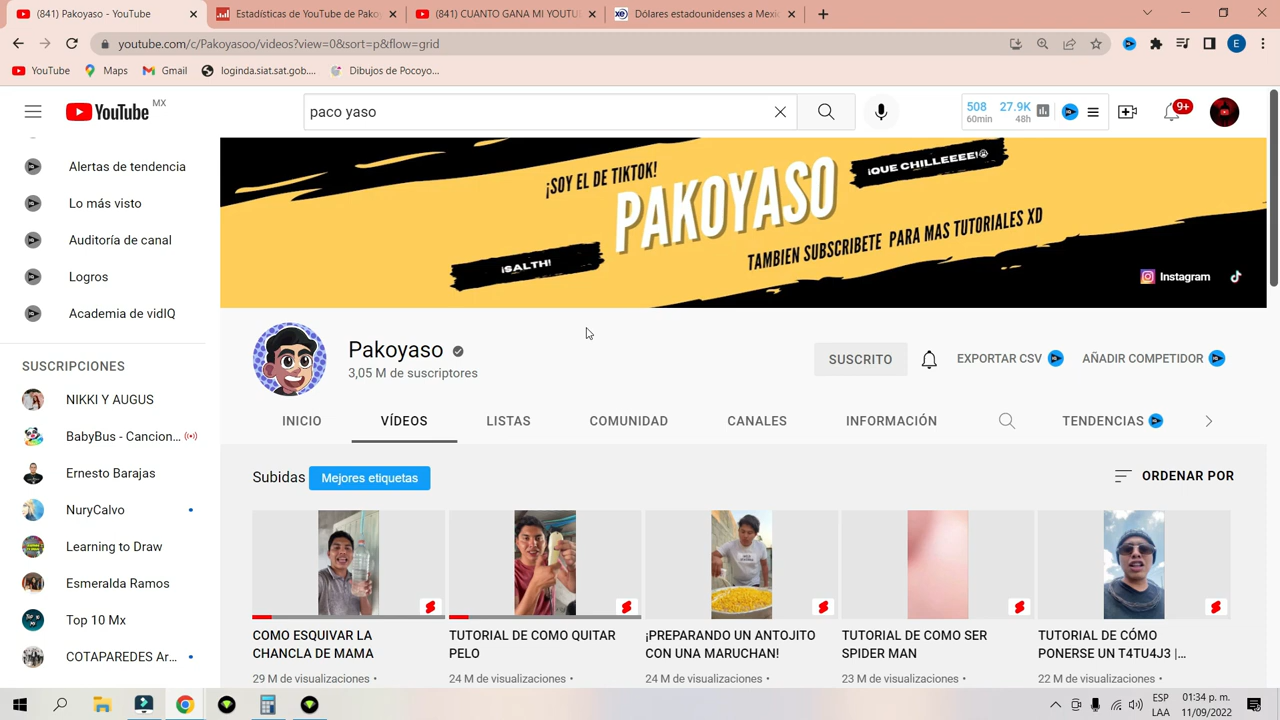 (841) Pakoyaso - YouTube
Estadísticas de YouTube de Pako
(841) CUANTO GANA MI YOUTU
Dólares estadounidenses a Mexic
youtube.com/c/Pakoyasoo/videos?view=0&sort=p&flow=grid
E
YouTube
Maps
Gmail
loginda.siat.sat.gob....
Dibujos de Pocoyo...
YouTube MX
paco yaso
508
60min
27.9K
48h
9+
Alertas de tendencia
Lo más visto
Auditoría de canal
Logros
Academia de vidIQ
SUSCRIPCIONES
NIKKI Y AUGUS
BabyBus - Cancion...
Ernesto Barajas
NuryCalvo
Learning to Draw
Esmeralda Ramos
Top 10 Mx
COTAPAREDES Ar...
¡SOY EL DE TIKTOK!
PAKOYASO
¡QUE CHILLEEEE!
¡SALTH!
TAMBIEN SUBSCRIBETE PARA MAS TUTORIALES XD
Instagram
Pakoyaso
3,05 M de suscriptores
SUSCRITO
EXPORTAR CSV
AÑADIR COMPETIDOR
INICIO
VÍDEOS
LISTAS
COMUNIDAD
CANALES
INFORMACIÓN
TENDENCIAS
Subidas
Mejores etiquetas
ORDENAR POR
COMO ESQUIVAR LA
CHANCLA DE MAMA
29 M de visualizaciones •
TUTORIAL DE COMO QUITAR
PELO
24 M de visualizaciones •
¡PREPARANDO UN ANTOJITO
CON UNA MARUCHAN!
24 M de visualizaciones •
TUTORIAL DE COMO SER
SPIDER MAN
23 M de visualizaciones •
TUTORIAL DE CÓMO
PONERSE UN T4TU4J3 |...
22 M de visualizaciones •
ESP
LAA
01:34 p. m.
11/09/2022